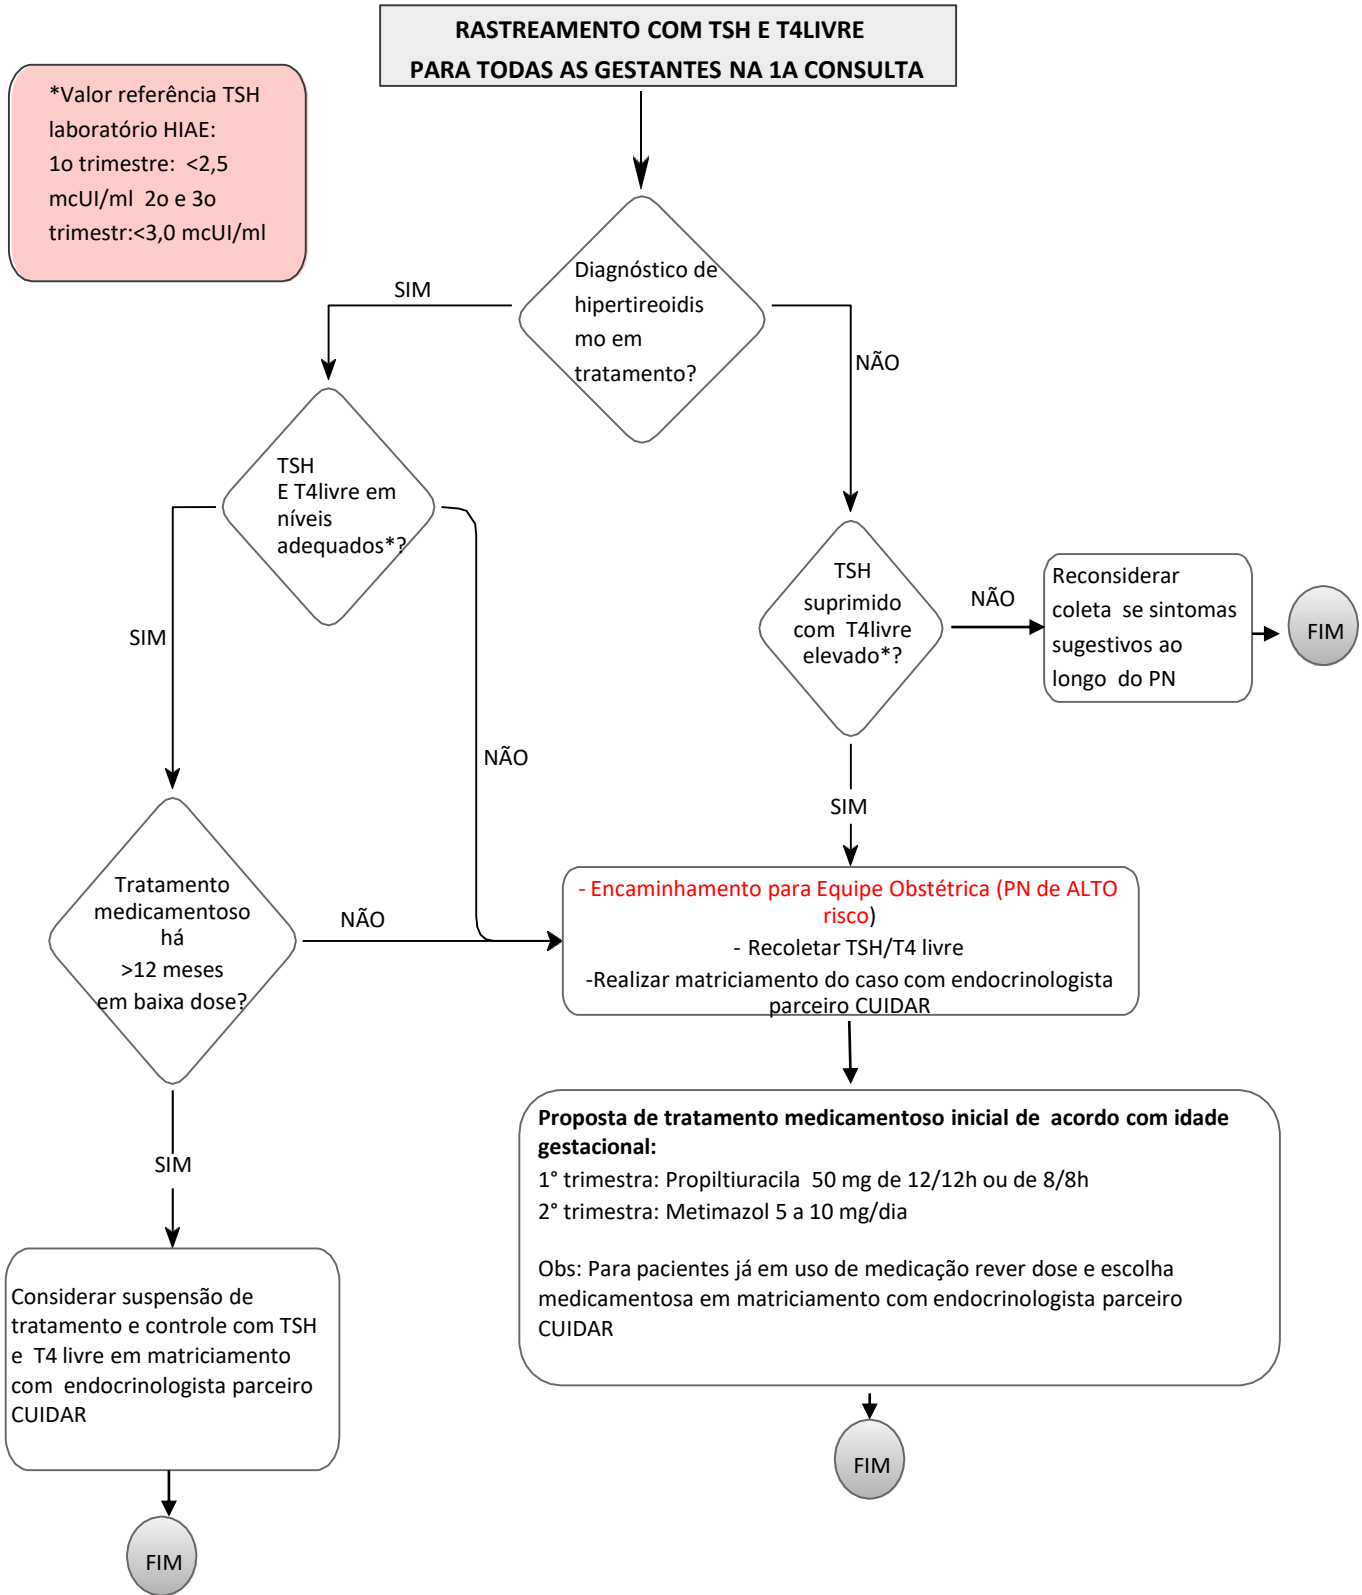 RASTREAMENTO COM TSH E T4LIVRE
PARA TODAS AS GESTANTES NA 1A CONSULTA
*Valor referência TSH
laboratório HIAE:
1o trimestre: <2,5
mcUI/ml 2o e 3o
trimestr:<3,0 mcUI/ml
Diagnóstico de
hipertireoidis
mo em
tratamento?
SIM
NÃO
TSH
E T4livre em
níveis
adequados*?
TSH
suprimido
com T4livre
elevado*?
NÃO
Reconsiderar
coleta se sintomas
sugestivos ao
longo do PN
FIM
SIM
NÃO
SIM
Tratamento
medicamentoso
há
>12 meses
em baixa dose?
NÃO
- Encaminhamento para Equipe Obstétrica (PN de ALTO
risco)
- Recoletar TSH/T4 livre
-Realizar matriciamento do caso com endocrinologista
parceiro CUIDAR
SIM
Proposta de tratamento medicamentoso inicial de acordo com idade
gestacional:
1° trimestra: Propiltiuracila 50 mg de 12/12h ou de 8/8h
2° trimestra: Metimazol 5 a 10 mg/dia
Obs: Para pacientes já em uso de medicação rever dose e escolha
medicamentosa em matriciamento com endocrinologista parceiro
CUIDAR
Considerar suspensão de
tratamento e controle com TSH
e T4 livre em matriciamento
com endocrinologista parceiro
CUIDAR
FIM
FIM